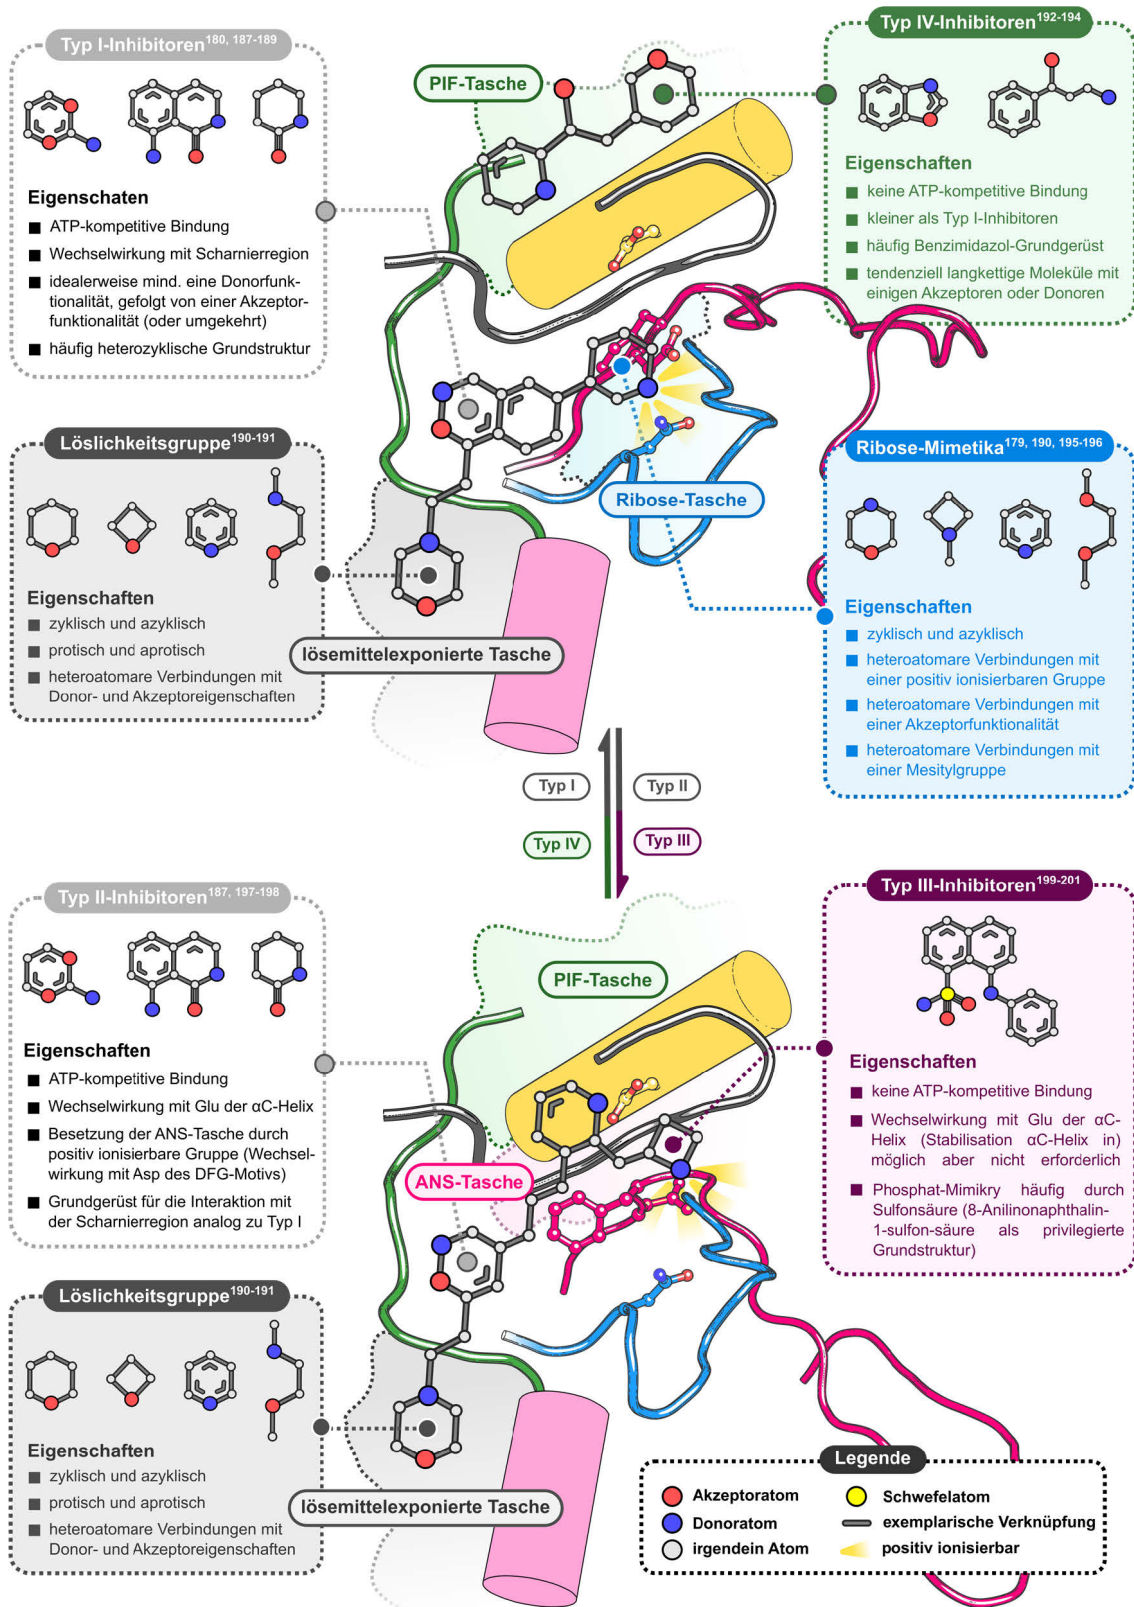 Typ I-Inhibitoren180, 187-189
Eigenschaten
■ ATP-kompetitive Bindung
■ Wechselwirkung mit Scharnierregion
■ idealerweise mind. eine Donorfunk-
tionalität, gefolgt von einer Akzeptor-
funktionalität (oder umgekehrt)
■ häufig heterozyklische Grundstruktur
PIF-Tasche
Typ IV-Inhibitoren192-194
Eigenschaften
■ keine ATP-kompetitive Bindung
■ kleiner als Typ I-Inhibitoren
■ häufig Benzimidazol-Grundgerüst
■ tendenziell langkettige Moleküle mit
einigen Akzeptoren oder Donoren
Löslichkeitsgruppe190-191
Eigenschaften
■ zyklisch und azyklisch
■ protisch und aprotisch
■ heteroatomare Verbindungen mit
Donor- und Akzeptoreigenschaften
Ribose-Tasche
lösemittelexponierte Tasche
Ribose-Mimetika179, 190, 195-196
Eigenschaften
■ zyklisch und azyklisch
■ heteroatomare Verbindungen mit
einer positiv ionisierbaren Gruppe
■ heteroatomare Verbindungen mit
einer Akzeptorfunktionalität
■ heteroatomare Verbindungen mit
einer Mesitylgruppe
Typ I
Typ II
Typ IV
Typ III
Typ II-Inhibitoren187, 197-198
Eigenschaften
■ ATP-kompetitive Bindung
■ Wechselwirkung mit Glu der αC-Helix
■ Besetzung der ANS-Tasche durch
positiv ionisierbare Gruppe (Wechsel-
wirkung mit Asp des DFG-Motivs)
■ Grundgerüst für die Interaktion mit
der Scharnierregion analog zu Typ I
PIF-Tasche
ANS-Tasche
Typ III-Inhibitoren199-201
Eigenschaften
■ keine ATP-kompetitive Bindung
■ Wechselwirkung mit Glu der αC-
Helix (Stabilisation αC-Helix in)
möglich aber nicht erforderlich
■ Phosphat-Mimikry häufig durch
Sulfonsäure (8-Anilinonaphthalin-
1-sulfon-säure als privilegierte
Grundstruktur)
Löslichkeitsgruppe190-191
Eigenschaften
■ zyklisch und azyklisch
■ protisch und aprotisch
■ heteroatomare Verbindungen mit
Donor- und Akzeptoreigenschaften
lösemittelexponierte Tasche
Legende
Akzeptoratom
Donoratom
irgendein Atom
Schwefelatom
exemplarische Verknüpfung
positiv ionisierbar